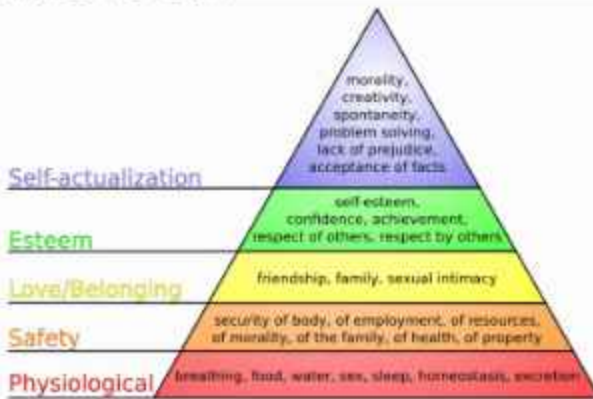 morality,
creativity,
spontaneity,
problem solving,
lack of prejudice,
acceptance of facts
Self-actualization
self-esteem,
confidence, achievement,
respect of others, respect by others
Esteem
friendship, family, sexual intimacy
Love/Belonging
security of body, of employment, of resources,
of morality, of the family, of health, of property
Safety
Physiological
breathing, food, water, sex, sleep, homeostasis, excretion